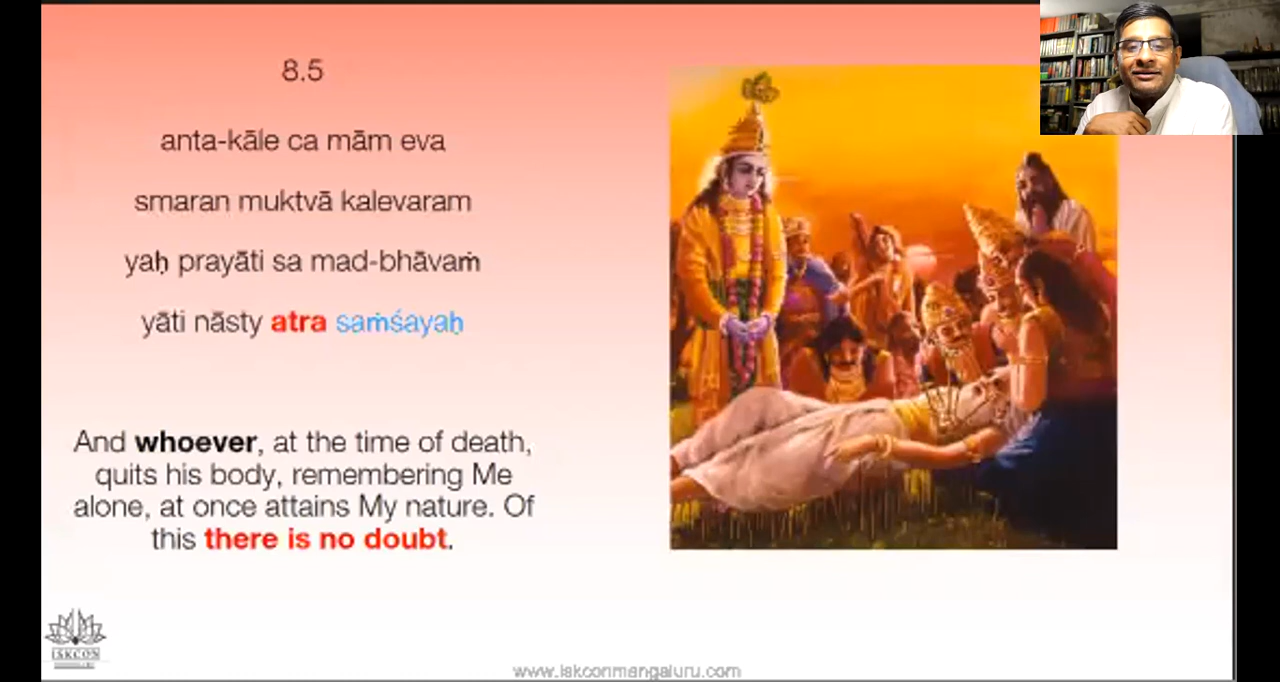 8.5
anta-kāle ca mām eva
smaran muktvā kalevaram
yaḥ prayāti sa mad-bhāvaṁ
yāti nāsty atra saṁśayaḥ
And whoever, at the time of death,
quits his body, remembering Me
alone, at once attains My nature. Of
this there is no doubt.
ISKCON
www.iskconmangaluru.com